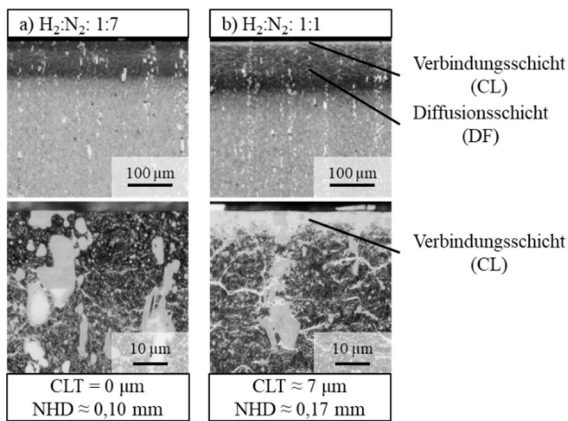 a) H₂:N₂: 1:7
b) H₂:N₂: 1:1
Verbindungsschicht
(CL)
Diffusionsschicht
(DF)
100 µm
100 µm
Verbindungsschicht
(CL)
10 µm
10 µm
CLT = 0 µm
NHD ≈ 0,10 mm
CLT ≈ 7 µm
NHD ≈ 0,17 mm